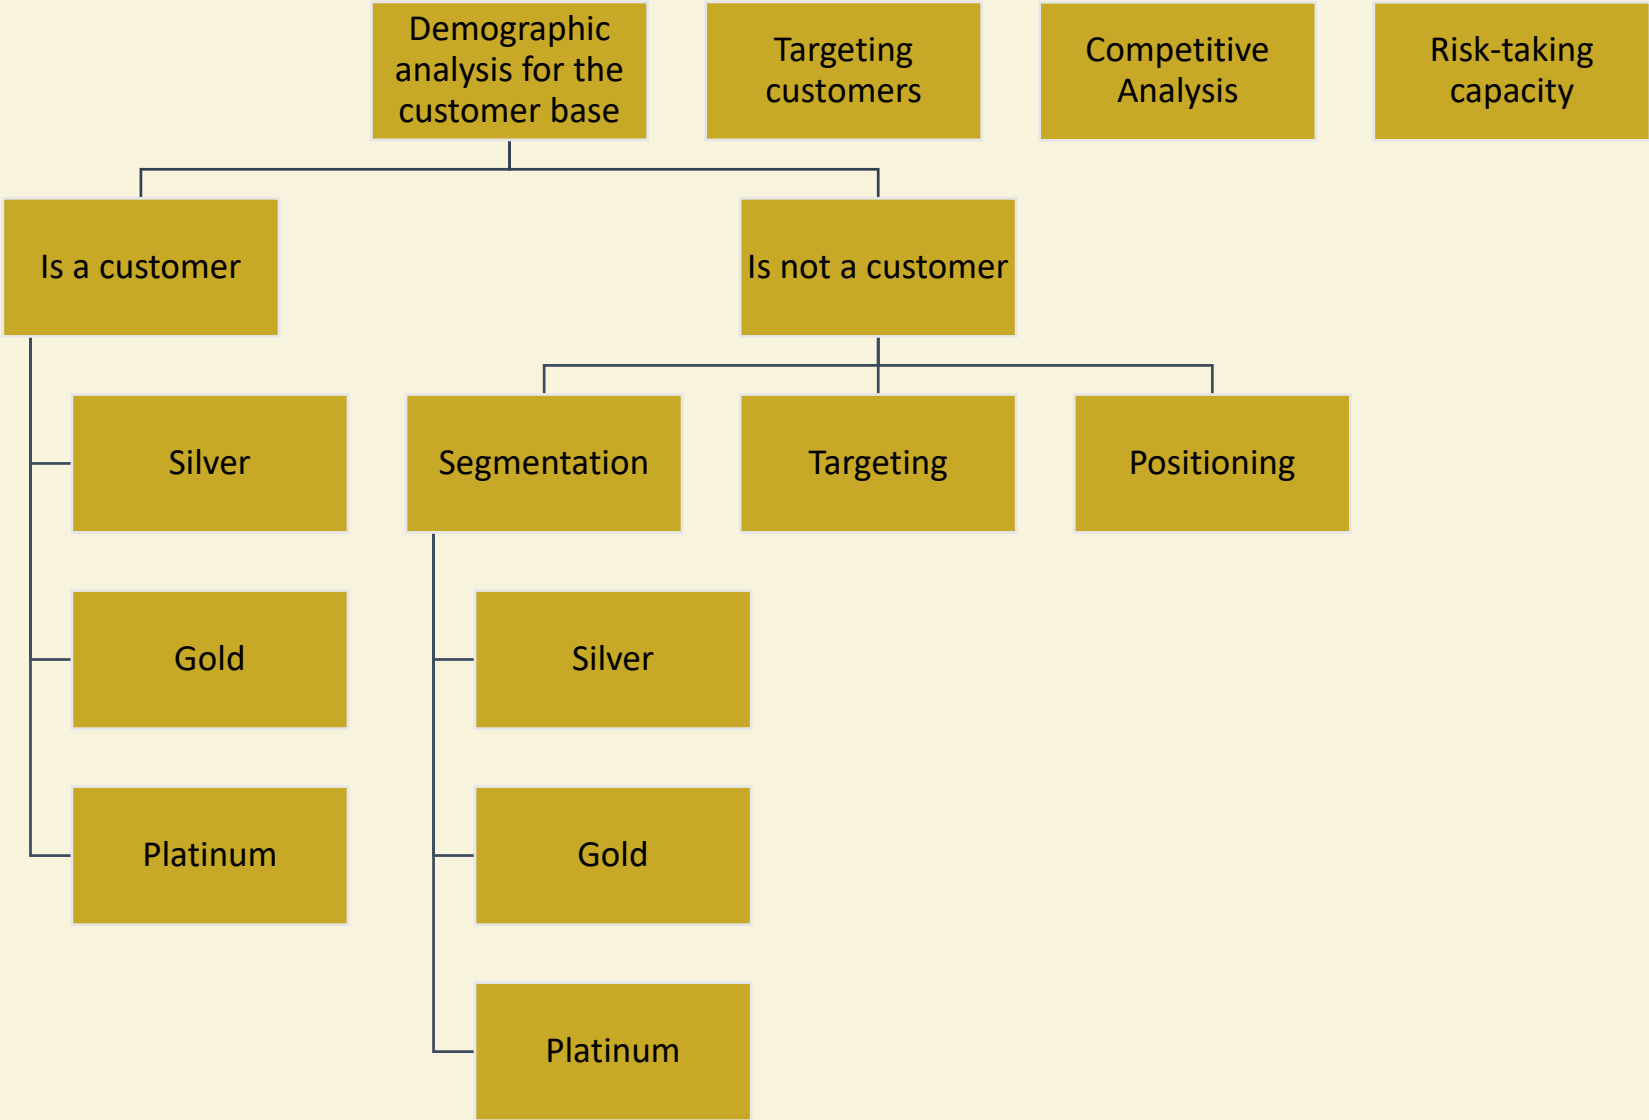 Demographic
analysis for the
customer base
Targeting
customers
Competitive
Analysis
Risk-taking
capacity
Is a customer
Is not a customer
Silver
Gold
Platinum
Segmentation
Targeting
Positioning
Silver
Gold
Platinum